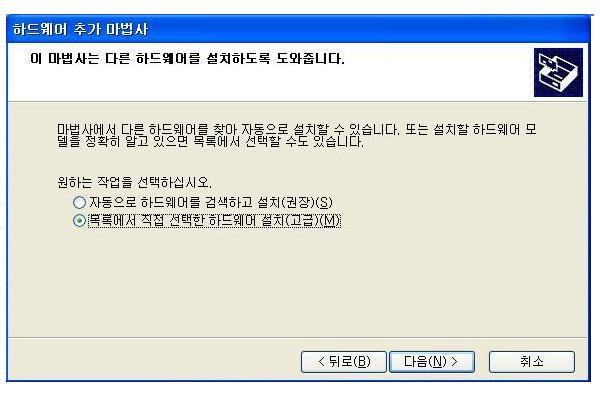 하드웨어 추가 마법사
이 마법사는 다른 하드웨어를 설치하도록 도와줍니다.
마법사에서 다른 하드웨어를 찾아 자동으로 설치할 수 있습니다. 또는 설치할 하드웨어 모
델을 정확히 알고 있으면 목록에서 선택할 수도 있습니다.
원하는 작업을 선택하십시오.
자동으로 하드웨어를 검색하고 설치(권장)(S)
목록에서 직접 선택한 하드웨어 설치(고급)(M)
< 뒤로(B)
다음(N) >
취소